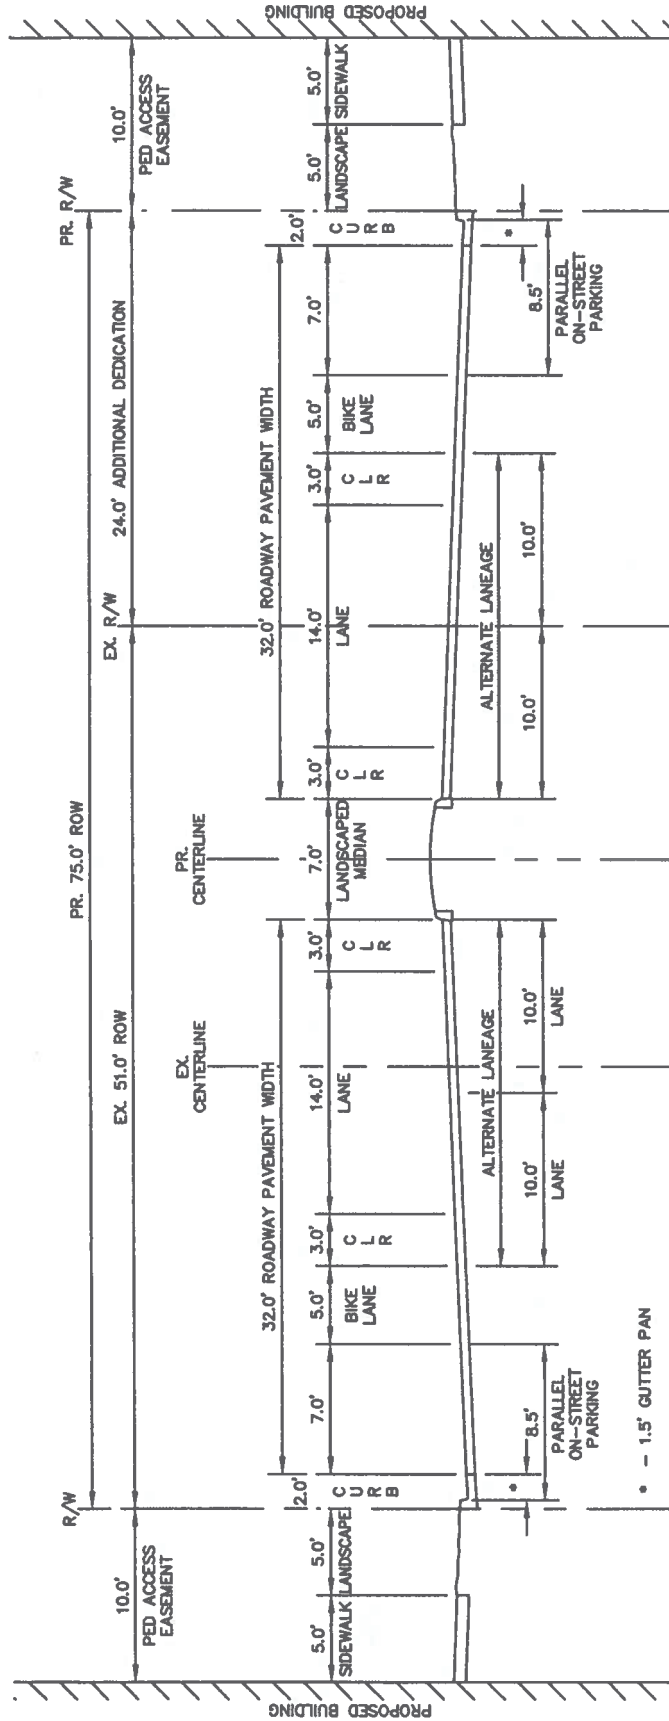 PR. 75.0' ROW
EX. 51.0' ROW
24.0' ADDITIONAL DEDICATION
R/W
EX. R/W
PR. R/W
10.0'
PED ACCESS
EASEMENT
10.0'
PED ACCESS
EASEMENT
EX.
CENTERLINE
PR.
CENTERLINE
32.0' ROADWAY PAVEMENT WIDTH
32.0' ROADWAY PAVEMENT WIDTH
PROPOSED BUILDING
5.0'
SIDEWALK
5.0'
LANDSCAPE
2.0'
CURB
7.0'
5.0'
BIKE
LANE
3.0'
CLR
14.0'
LANE
3.0'
CLR
7.0'
LANDSCAPED
MEDIAN
3.0'
CLR
14.0'
LANE
3.0'
CLR
5.0'
BIKE
LANE
7.0'
2.0'
CURB
5.0'
LANDSCAPE
5.0'
SIDEWALK
PROPOSED BUILDING
*
8.5'
PARALLEL
ON-STREET
PARKING
ALTERNATE LANEAGE
10.0'
LANE
10.0'
LANE
ALTERNATE LANEAGE
10.0'
10.0'
*
8.5'
PARALLEL
ON-STREET
PARKING
* - 1.5' GUTTER PAN